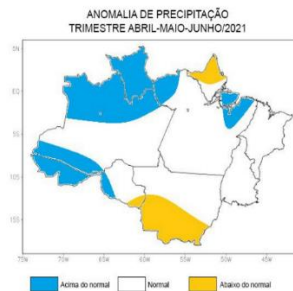 ANOMALIA DE PRECIPITAÇÃO
TRIMESTRE ABRIL-MAIO-JUNHO/2021
5N
5S
10S
15S
75W
70W
65W
60W
55W
50W
45W
Acima do normal
Normal
Abaixo do normal